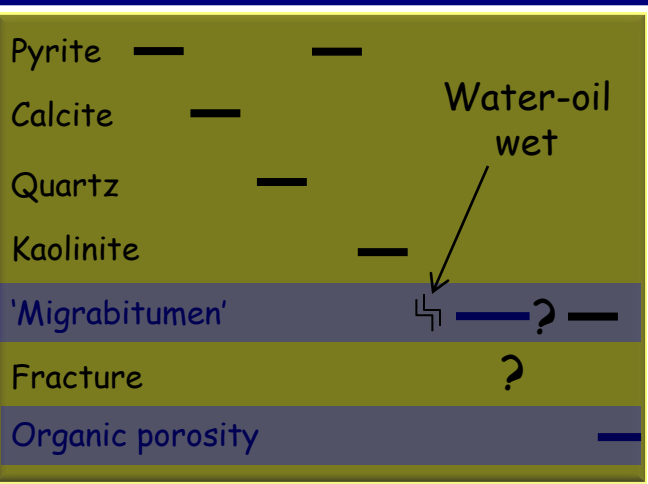 Pyrite
Calcite
Water-oil
wet
Quartz
Kaolinite
‘Migrabitumen’
?
Fracture
?
Organic porosity